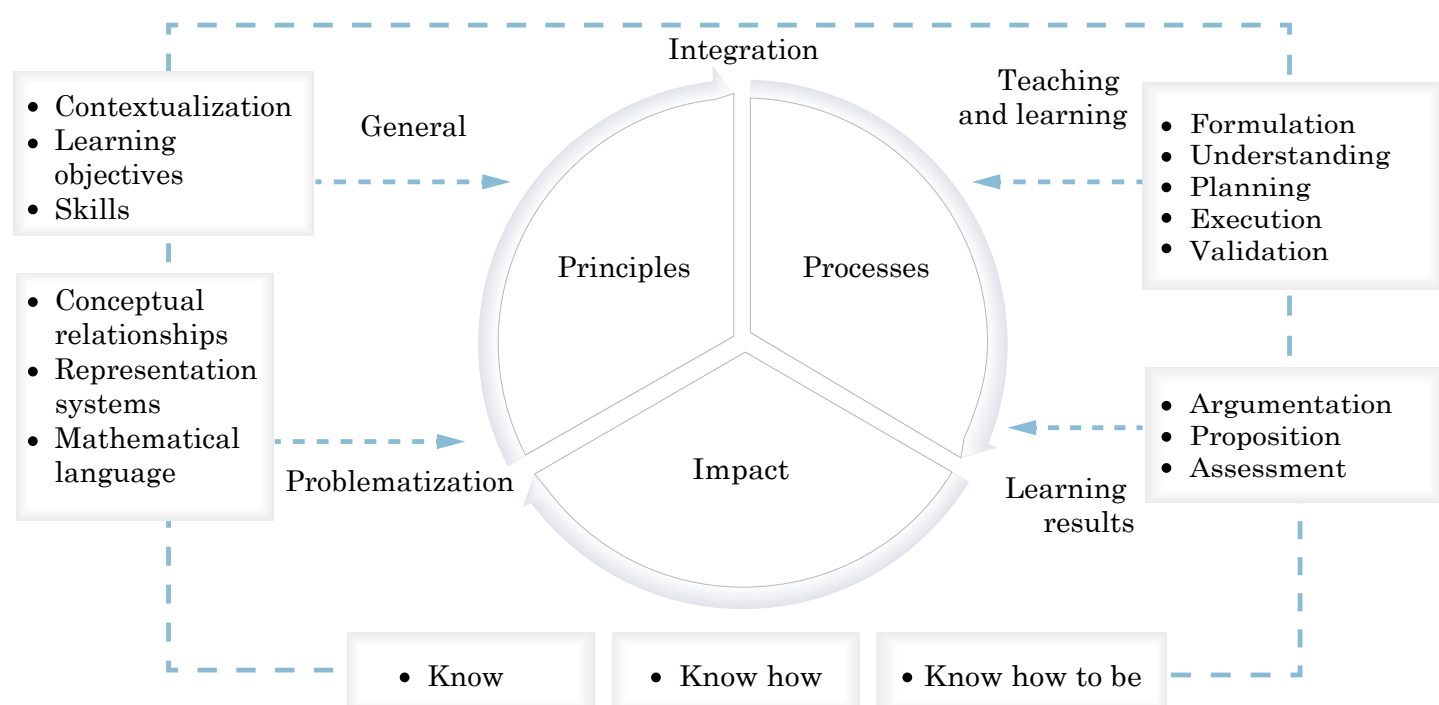 Integration
• Contextualization
• Learning
objectives
• Skills
General
Teaching
and learning
• Formulation
• Understanding
• Planning
• Execution
• Validation
Principles
Processes
• Conceptual
relationships
• Representation
systems
• Mathematical
language
Problematization
Impact
• Argumentation
• Proposition
• Assessment
Learning
results
• Know
• Know how
• Know how to be